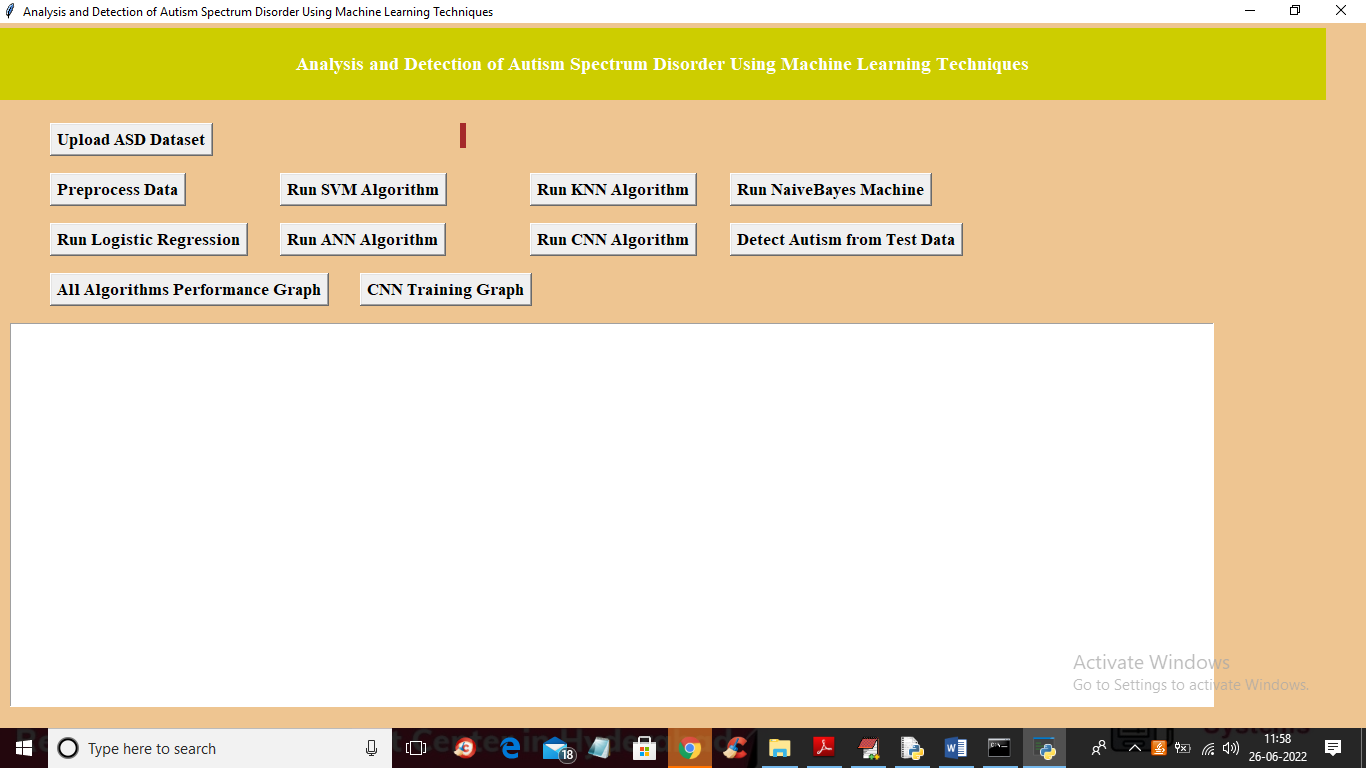 Analysis and Detection of Autism Spectrum Disorder Using Machine Learning Techniques
Analysis and Detection of Autism Spectrum Disorder Using Machine Learning Techniques
Upload ASD Dataset
Preprocess Data
Run SVM Algorithm
Run KNN Algorithm
Run NaiveBayes Machine
Run Logistic Regression
Run ANN Algorithm
Run CNN Algorithm
Detect Autism from Test Data
All Algorithms Performance Graph
CNN Training Graph
Activate Windows
Go to Settings to activate Windows.
Type here to search
18
11:58
26-06-2022